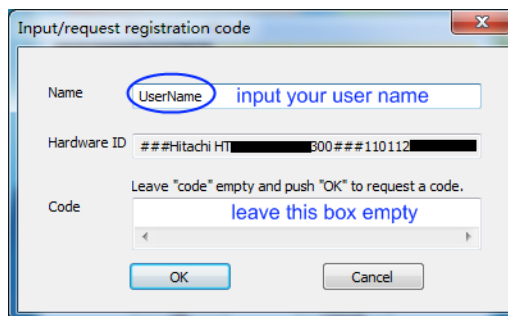 Input/request registration code
x
Name UserName input your user name
Hardware ID ###Hitachi HT 300###110112
Leave "code" empty and push "OK" to request a code.
Code leave this box empty
OK Cancel